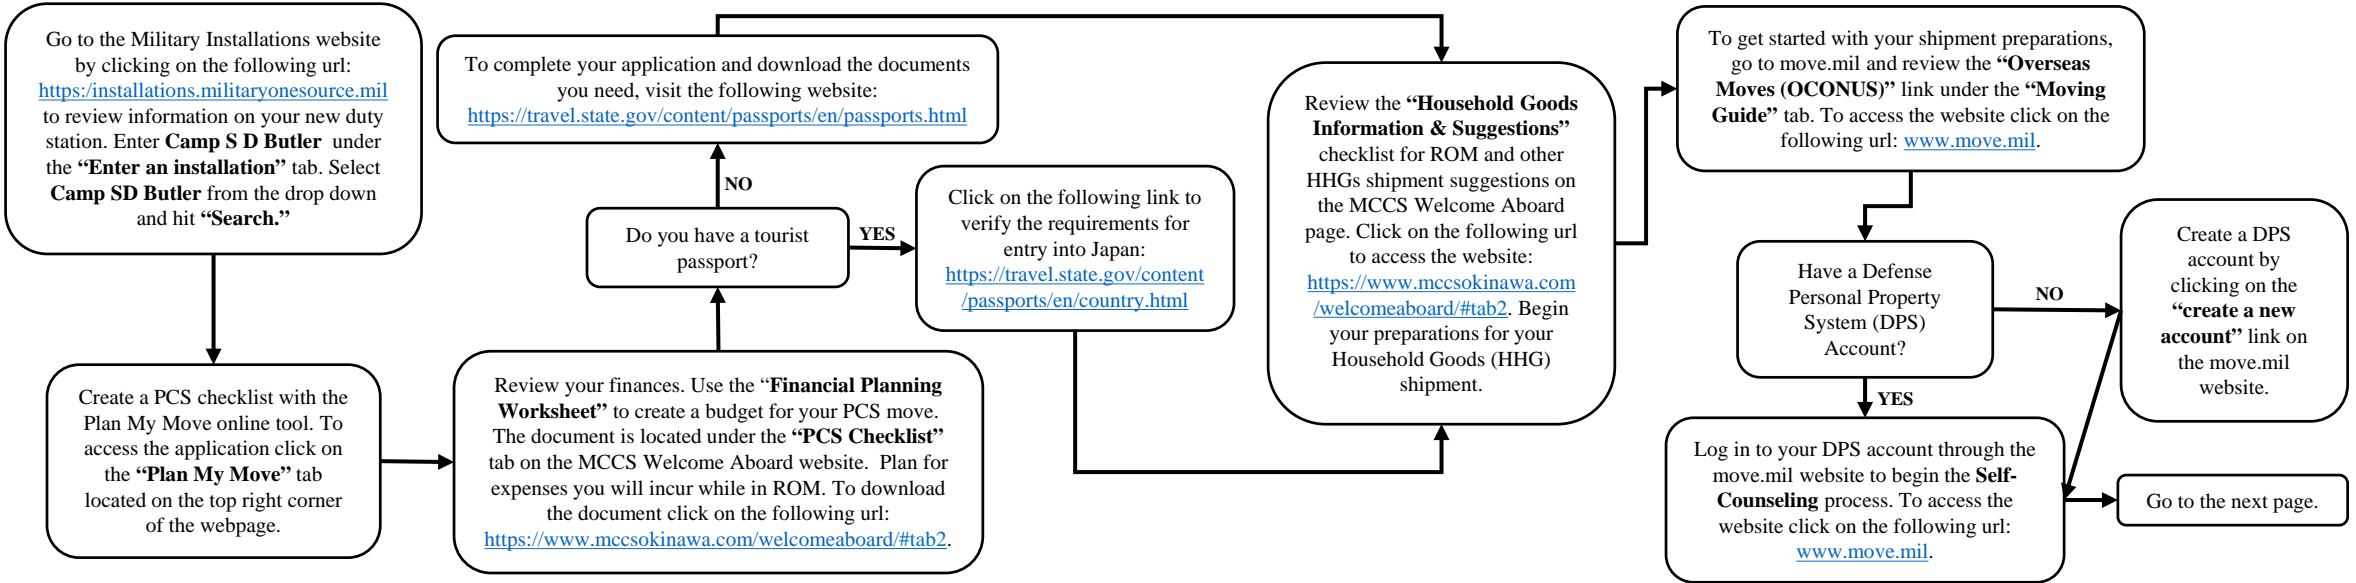 Go to the Military Installations website
by clicking on the following url:
https:/installations.militaryonesource.mil
to review information on your new duty
station. Enter Camp S D Butler under
the “Enter an installation” tab. Select
Camp SD Butler from the drop down
and hit “Search.”
Create a PCS checklist with the
Plan My Move online tool. To
access the application click on
the “Plan My Move” tab
located on the top right corner
of the webpage.
Review your finances. Use the “Financial Planning
Worksheet” to create a budget for your PCS move.
The document is located under the “PCS Checklist”
tab on the MCCS Welcome Aboard website. Plan for
expenses you will incur while in ROM. To download
the document click on the following url:
https://www.mccsokinawa.com/welcomeaboard/#tab2.
Do you have a tourist
passport?
NO
To complete your application and download the documents
you need, visit the following website:
https://travel.state.gov/content/passports/en/passports.html
YES
Click on the following link to
verify the requirements for
entry into Japan:
https://travel.state.gov/content
/passports/en/country.html
Review the “Household Goods
Information & Suggestions”
checklist for ROM and other
HHGs shipment suggestions on
the MCCS Welcome Aboard
page. Click on the following url
to access the website:
https://www.mccsokinawa.com
/welcomeaboard/#tab2. Begin
your preparations for your
Household Goods (HHG)
shipment.
To get started with your shipment preparations,
go to move.mil and review the “Overseas
Moves (OCONUS)” link under the “Moving
Guide” tab. To access the website click on the
following url: www.move.mil.
Have a Defense
Personal Property
System (DPS)
Account?
NO
Create a DPS
account by
clicking on the
“create a new
account” link on
the move.mil
website.
YES
Log in to your DPS account through the
move.mil website to begin the Self-
Counseling process. To access the
website click on the following url:
www.move.mil.
Go to the next page.